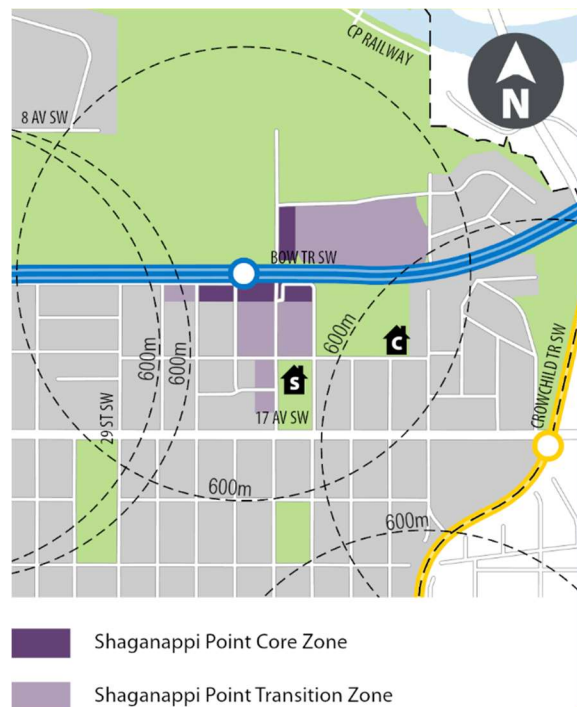 CP RAILWAY
N
8 AV SW
BOW TR SW
600m
600m
600m
C
S
CROWCHILD TR SW
29 ST SW
17 AV SW
600m
600m
Shaganappi Point Core Zone
Shaganappi Point Transition Zone